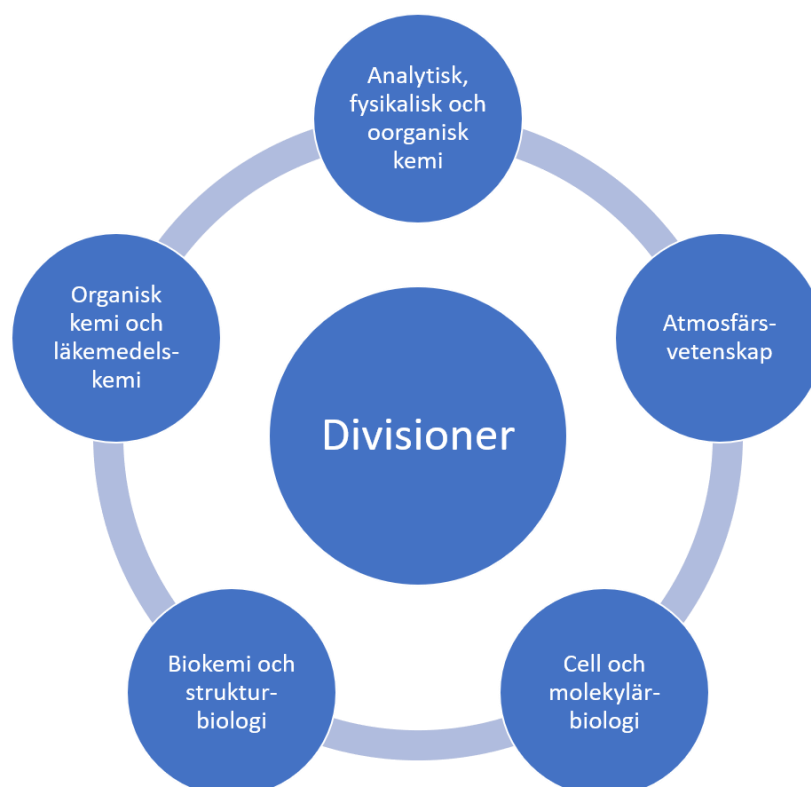 Analytisk,
fysikalisk och
oorganisk
kemi
Organisk
kemi och
läkemedels-
kemi
Atmosfärs-
vetenskap
Divisioner
Biokemi och
struktur-
biologi
Cell och
molekylär-
biologi